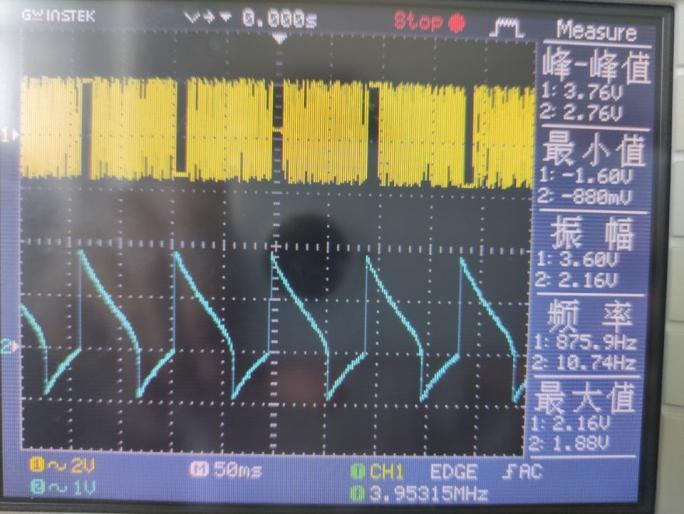 GWINSTEK 0.000s Stop
Measure
峰-峰值
1: 3.76V
2: 2.76V
最小值
1: -1.60V
2: -880mV
振 幅
1: 3.60V
2: 2.16V
频 率
1: 875.9Hz
2: 10.74Hz
最大值
1: 2.16V
2: 1.88V
1
2
1 ~ 2V M 50ms T CH1 EDGE AC
2 ~ 1V F 3.95315MHz